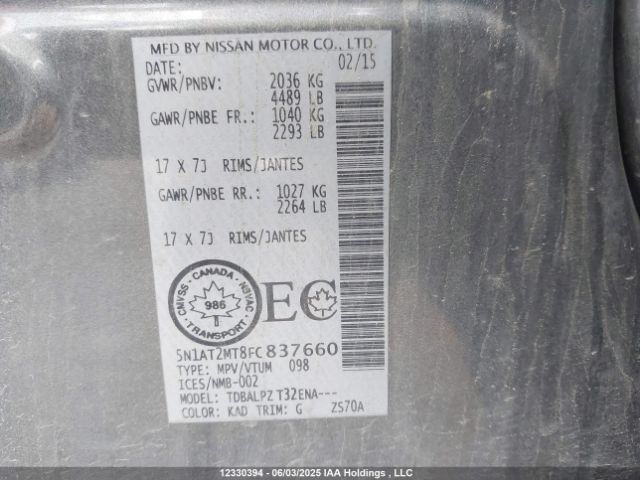 MFD BY NISSAN MOTOR CO., LTD.
DATE: 02/15
GVWR/PNBV: 2036 KG
4489 LB
GAWR/PNBE FR.: 1040 KG
2293 LB
17 X 7J RIMS/JANTES
GAWR/PNBE RR.: 1027 KG
2264 LB
17 X 7J RIMS/JANTES
CMVSS - CANADA - NSVAC
986
TRANSPORT
EC
5N1AT2MT8FC837660
TYPE: MPV/VTUM 098
ICES/NMB-002
MODEL: TDBALPZ T32ENA---
COLOR: KAD TRIM: G ZS70A
12330394 - 06/03/2025 IAA Holdings , LLC